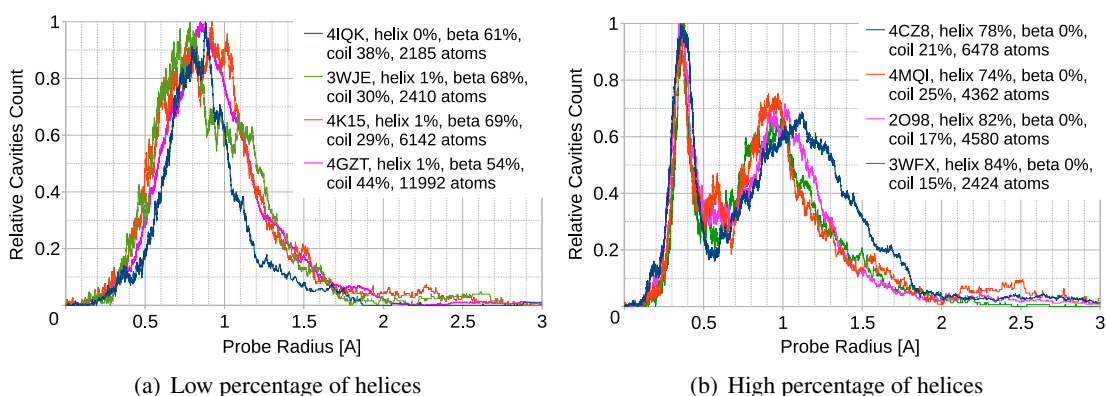 1
0.8
0.6
0.4
0.2
0
0.5
1
1.5
2
2.5
3
Relative Cavities Count
Probe Radius [A]
4IQK, helix 0%, beta 61%,
coil 38%, 2185 atoms
3WJE, helix 1%, beta 68%,
coil 30%, 2410 atoms
4K15, helix 1%, beta 69%,
coil 29%, 6142 atoms
4GZT, helix 1%, beta 54%,
coil 44%, 11992 atoms
(a) Low percentage of helices
1
0.8
0.6
0.4
0.2
0
0.5
1
1.5
2
2.5
3
Relative Cavities Count
Probe Radius [A]
4CZ8, helix 78%, beta 0%,
coil 21%, 6478 atoms
4MQI, helix 74%, beta 0%,
coil 25%, 4362 atoms
2O98, helix 82%, beta 0%,
coil 17%, 4580 atoms
3WFX, helix 84%, beta 0%,
coil 15%, 2424 atoms
(b) High percentage of helices